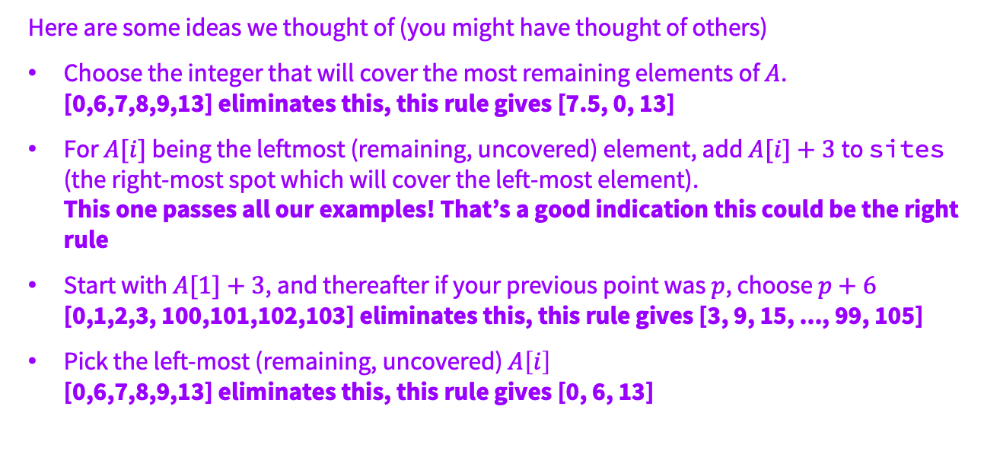 Here are some ideas we thought of (you might have thought of others)
• Choose the integer that will cover the most remaining elements of A.
[0,6,7,8,9,13] eliminates this, this rule gives [7.5, 0, 13]
• For A[i] being the leftmost (remaining, uncovered) element, add A[i] + 3 to sites
(the right-most spot which will cover the left-most element).
This one passes all our examples! That's a good indication this could be the right
rule
• Start with A[1] + 3, and thereafter if your previous point was p, choose p + 6
[0,1,2,3, 100,101,102,103] eliminates this, this rule gives [3, 9, 15, ..., 99, 105]
• Pick the left-most (remaining, uncovered) A[i]
[0,6,7,8,9,13] eliminates this, this rule gives [0, 6, 13]